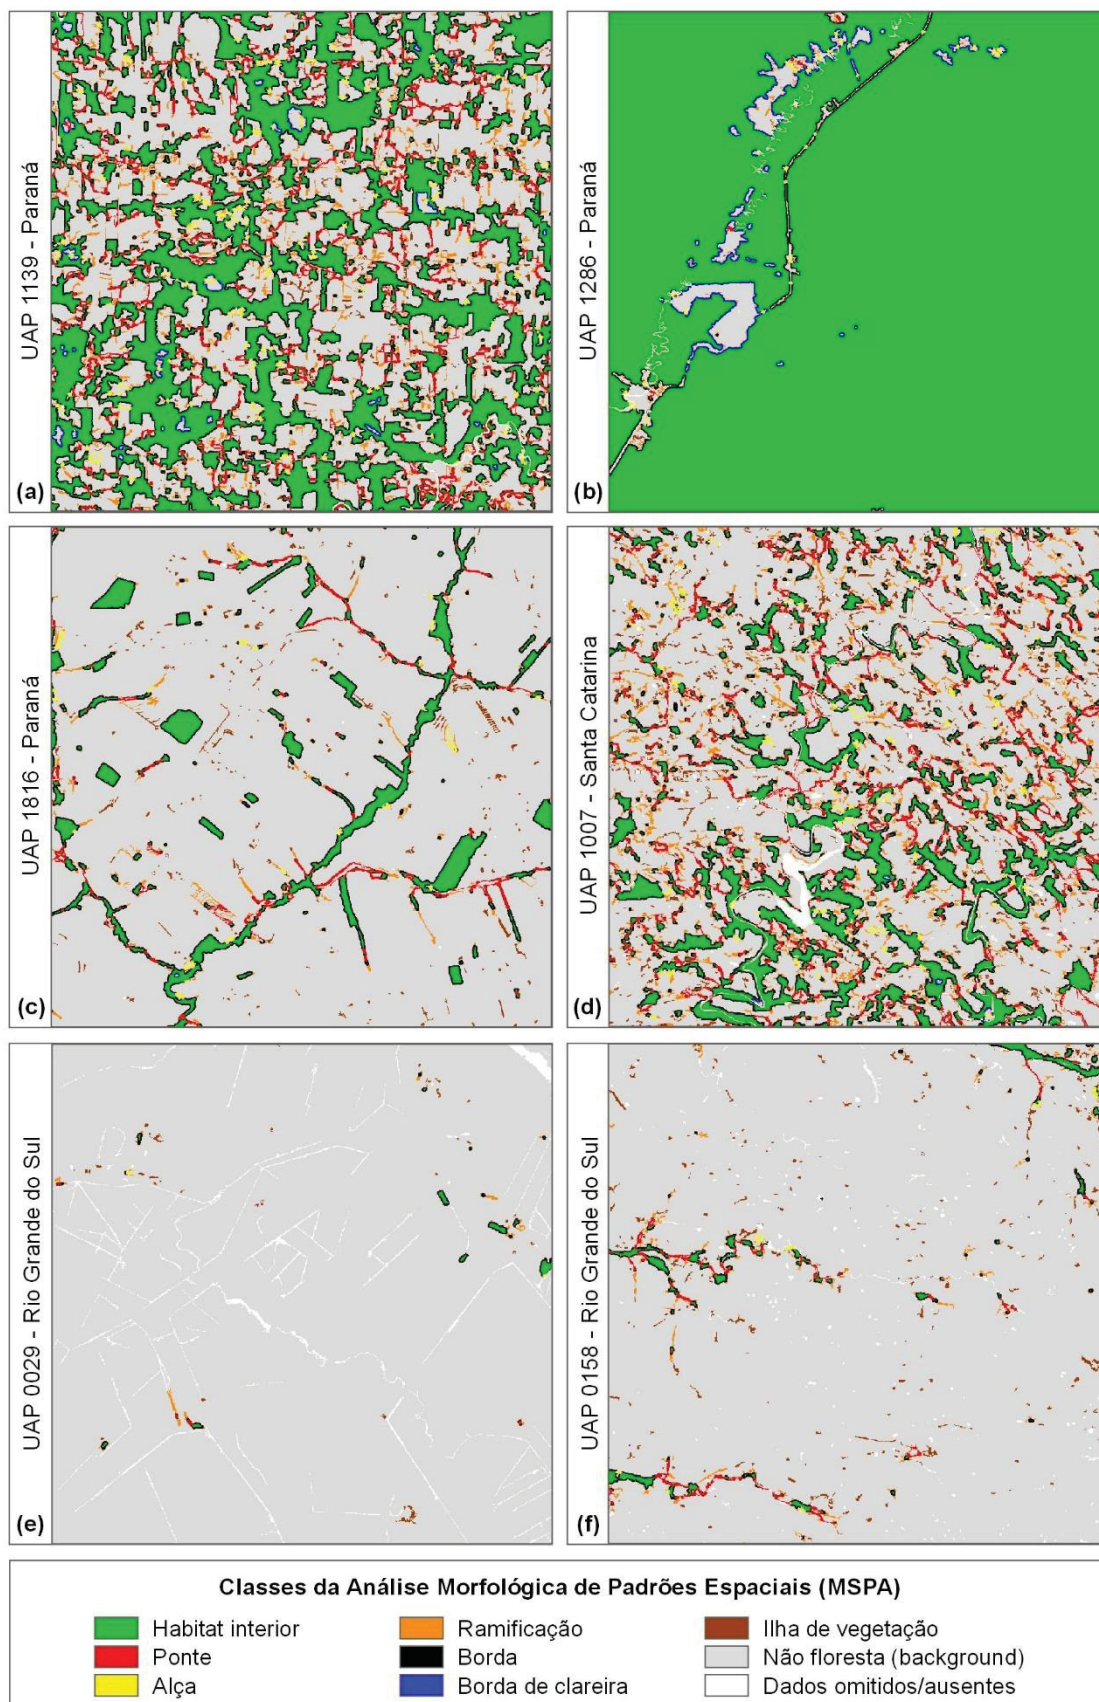 UAP 1139 - Paraná
(a)
UAP 1286 - Paraná
(b)
UAP 1816 - Paraná
(c)
UAP 1007 - Santa Catarina
(d)
UAP 0029 - Rio Grande do Sul
(e)
UAP 0158 - Rio Grande do Sul
(f)
Classes da Análise Morfológica de Padrões Espaciais (MSPA)
Habitat interior
Ramificação
Ilha de vegetação
Ponte
Borda
Não floresta (background)
Alça
Borda de clareira
Dados omitidos/ausentes